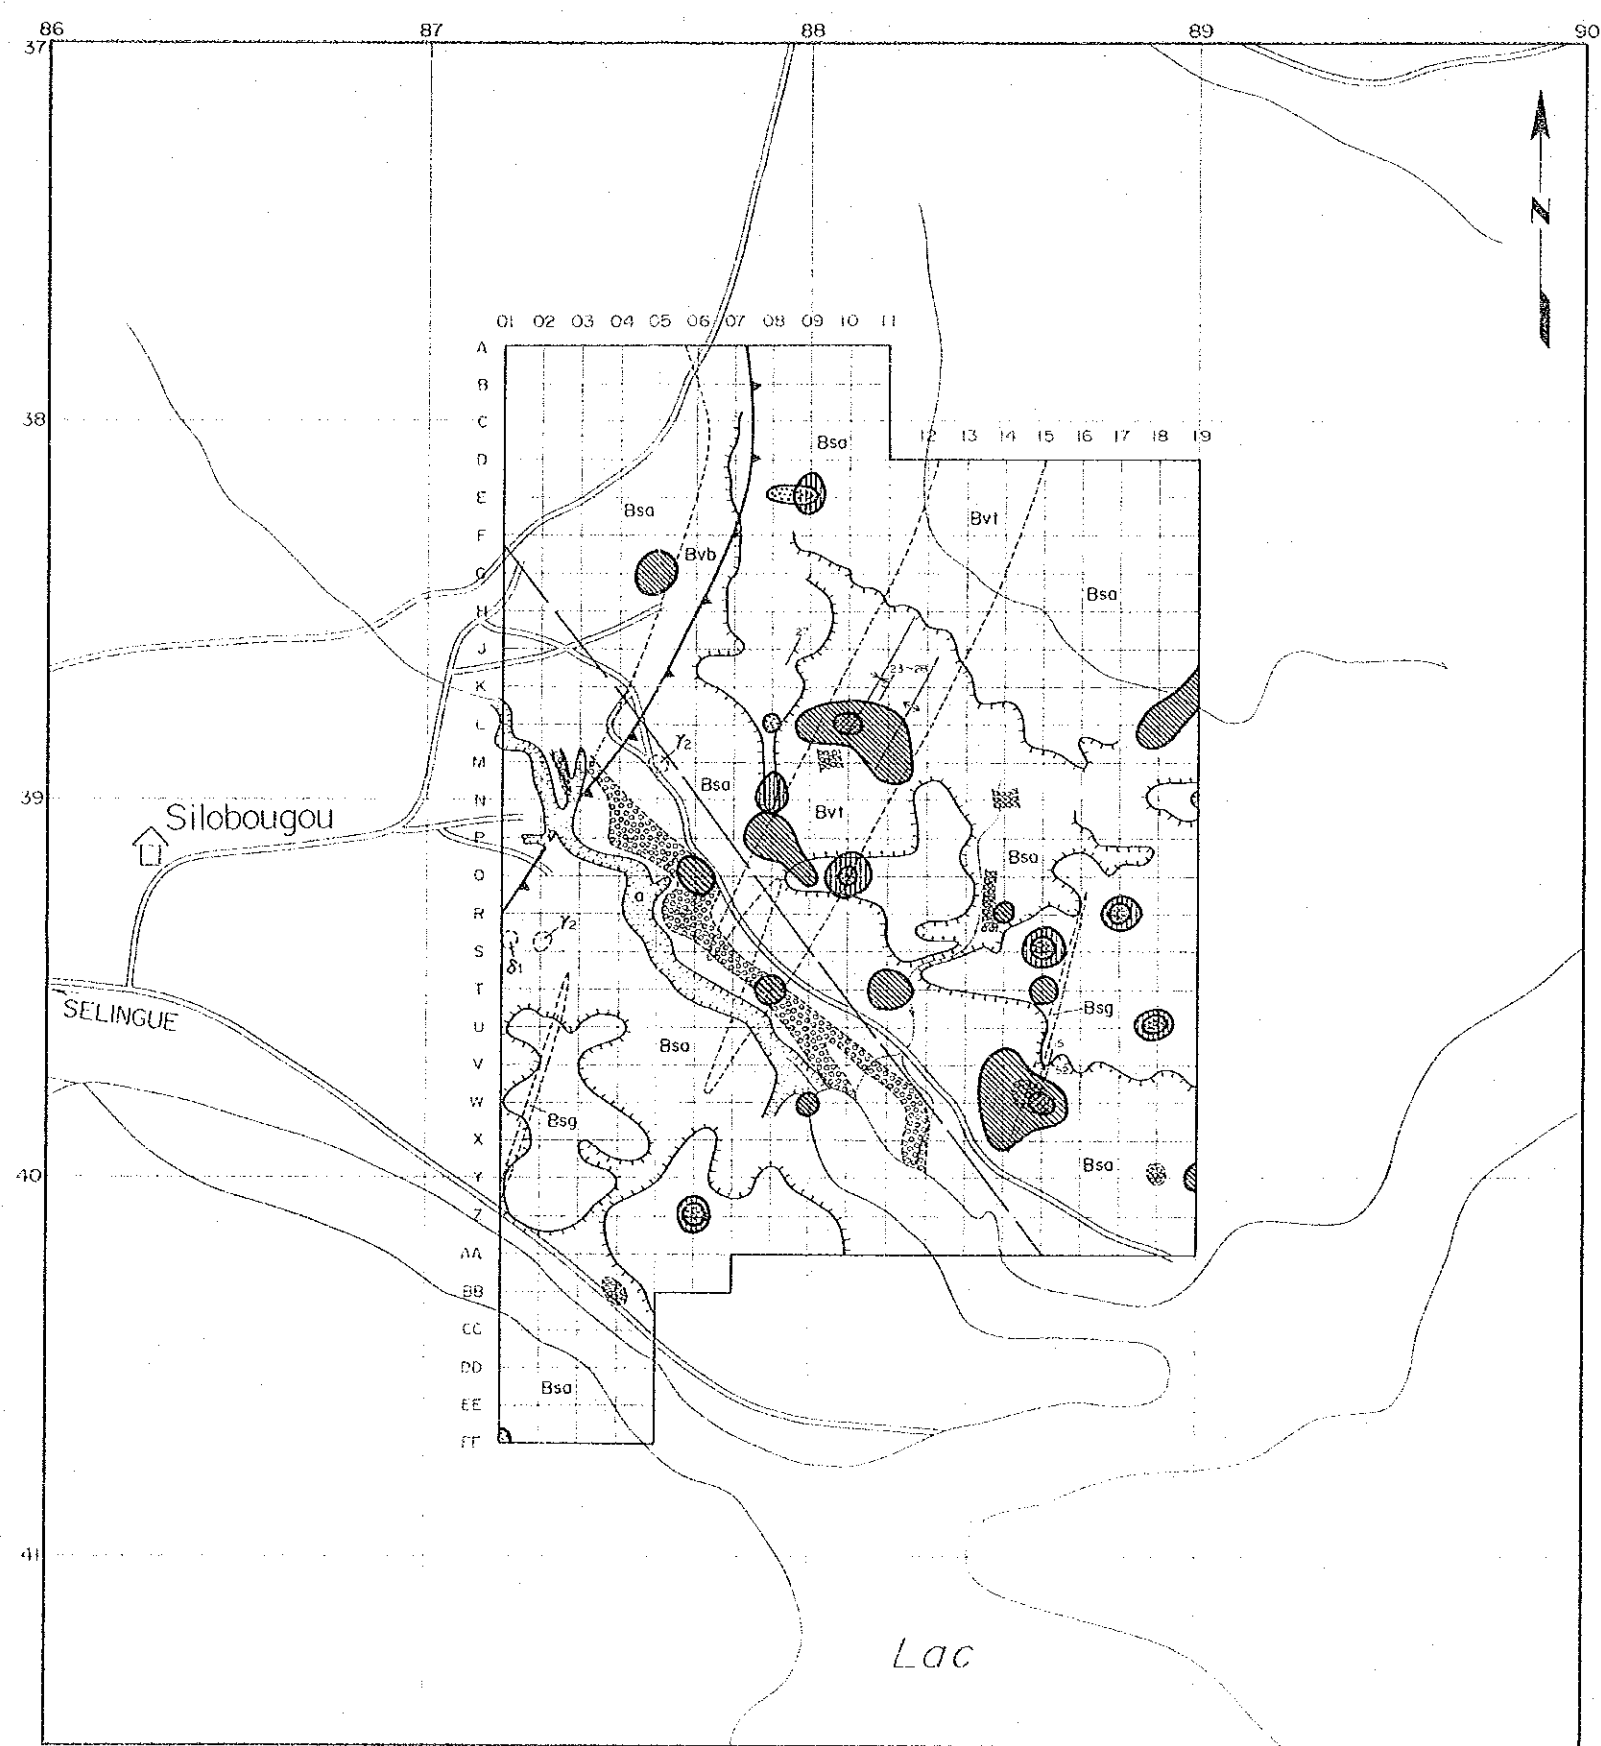 86 87 88 89 90
37
N
01 02 03 04 05 06 07 08 09 10 11
A
B
38 C
Bsa 12 13 14 15 16 17 18 19
D
E
Bsa Bvt
F
Bvb
G
Bsa
H
J
23~28
K
L
γ2
M
Bsa
39 N
Silobougou Bvt
P
Bsa
Q
a
R
γ2
S
δ1
T
SELINGUE Bsg
U
Bsa
V
W
Bsg
X
Bsa
40 Y
Z
AA
BB
CC
DD
Bsa
EE
FF
41
Lac